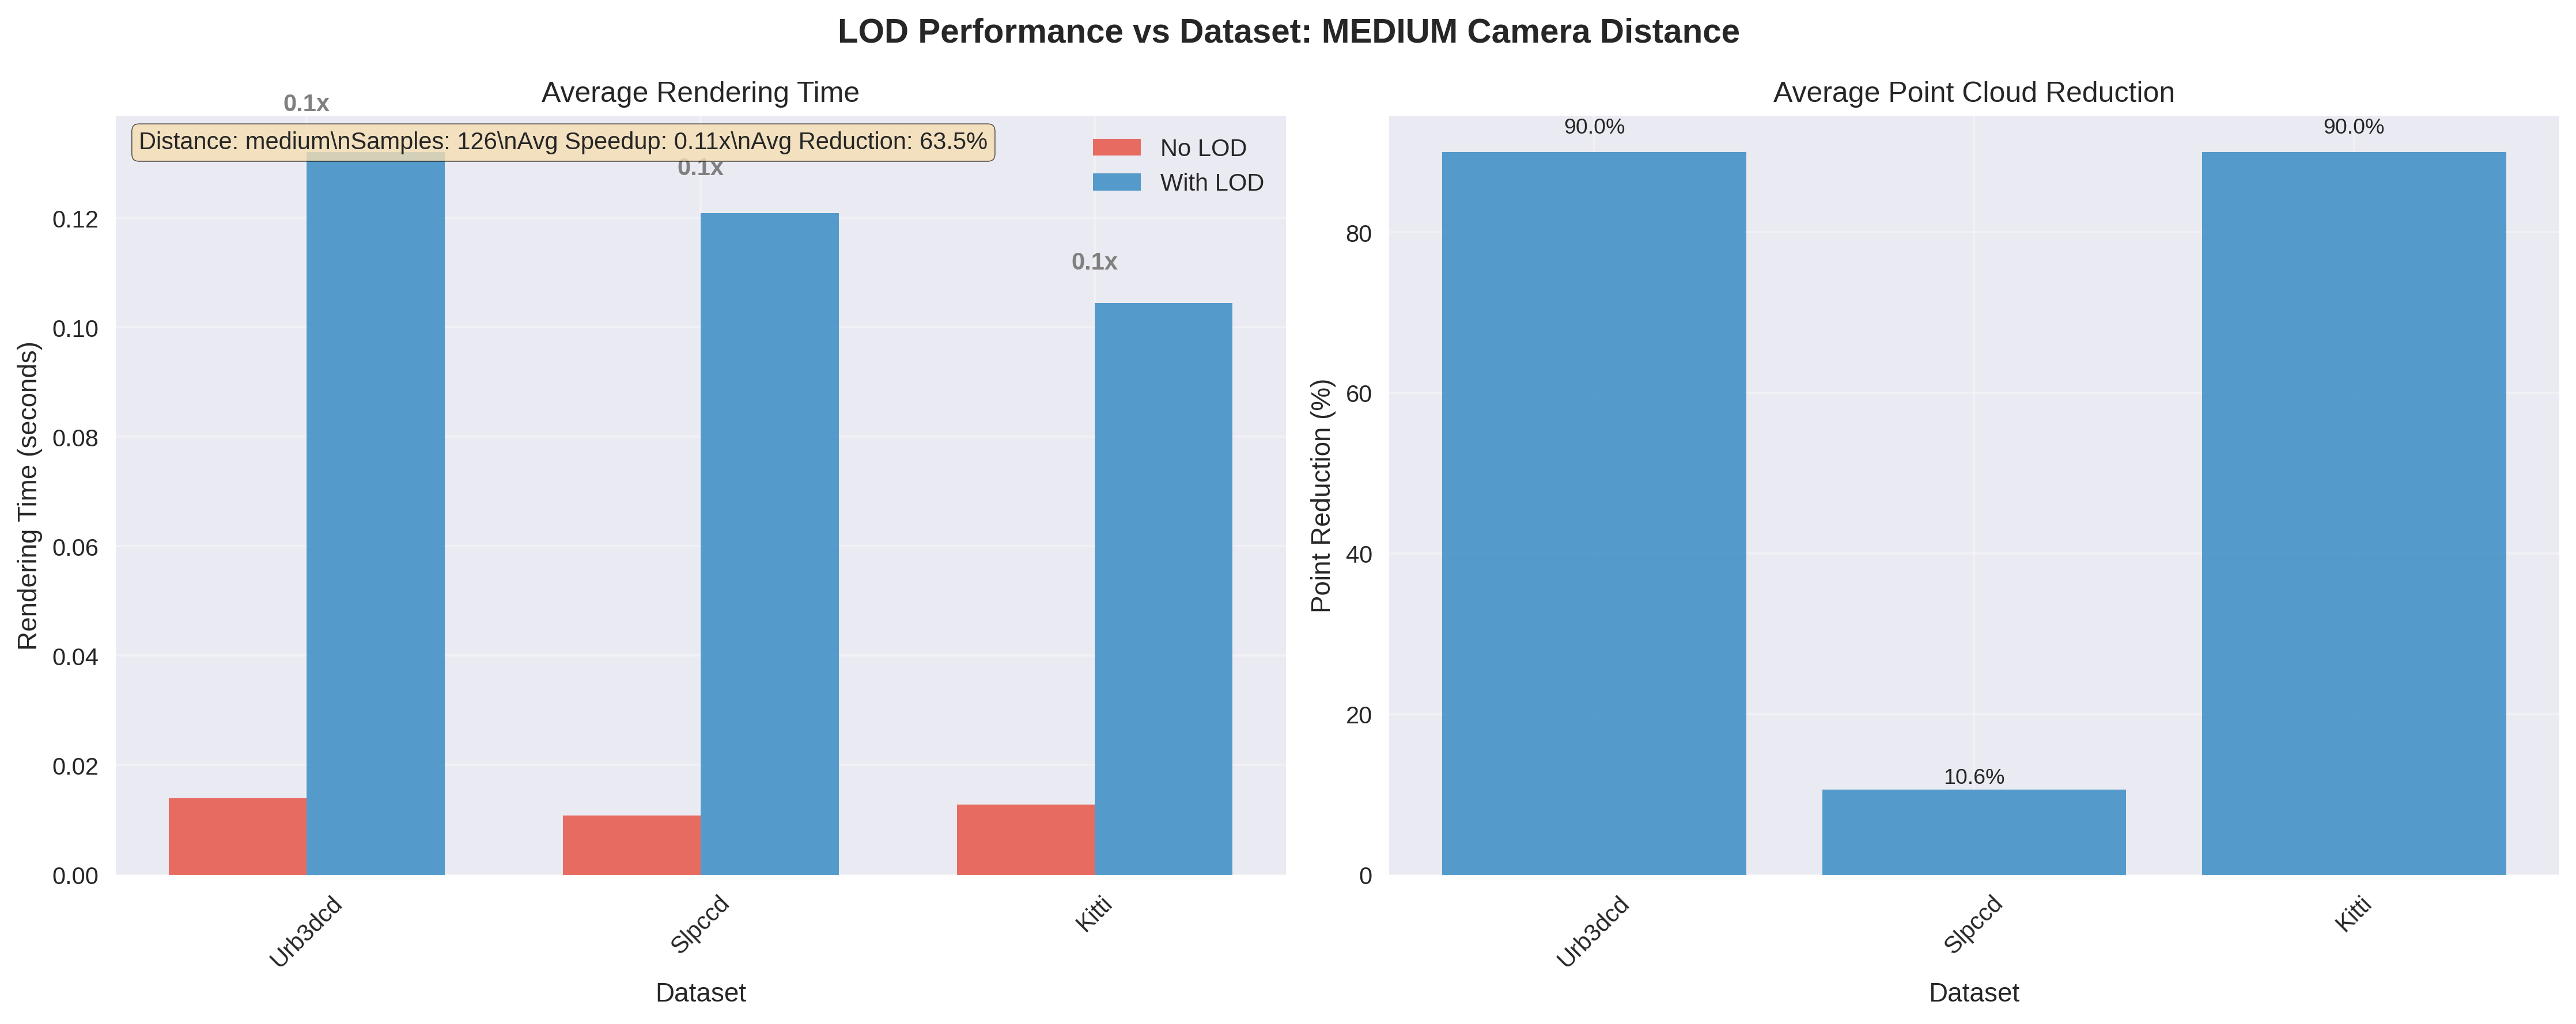 LOD Performance vs Dataset: MEDIUM Camera Distance
Average Rendering Time
0.1x
Distance: medium\nSamples: 126\nAvg Speedup: 0.11x\nAvg Reduction: 63.5%
0.1x
0.1x
No LOD
With LOD
Rendering Time (seconds)
0.12
0.10
0.08
0.06
0.04
0.02
0.00
Urb3dcd
Slpccd
Kitti
Dataset
Average Point Cloud Reduction
90.0%
10.6%
90.0%
Point Reduction (%)
80
60
40
20
0
Urb3dcd
Slpccd
Kitti
Dataset